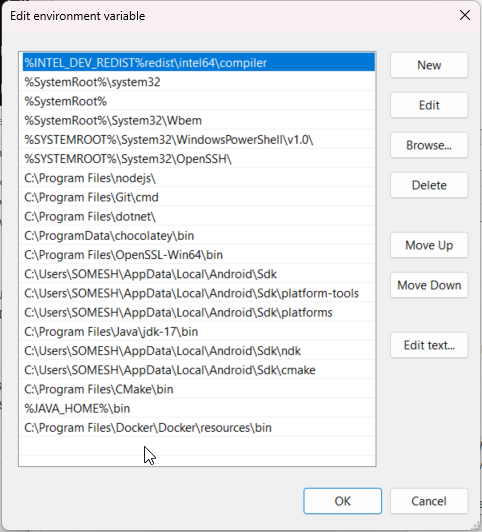 Edit environment variable
%INTEL_DEV_REDIST%redist\intel64\compiler
%SystemRoot%\system32
%SystemRoot%
%SystemRoot%\System32\Wbem
%SYSTEMROOT%\System32\WindowsPowerShell\v1.0\
%SYSTEMROOT%\System32\OpenSSH\
C:\Program Files\nodejs\
C:\Program Files\Git\cmd
C:\Program Files\dotnet\
C:\ProgramData\chocolatey\bin
C:\Program Files\OpenSSL-Win64\bin
C:\Users\SOMESH\AppData\Local\Android\Sdk
C:\Users\SOMESH\AppData\Local\Android\Sdk\platform-tools
C:\Users\SOMESH\AppData\Local\Android\Sdk\platforms
C:\Program Files\Java\jdk-17\bin
C:\Users\SOMESH\AppData\Local\Android\Sdk\ndk
C:\Users\SOMESH\AppData\Local\Android\Sdk\cmake
C:\Program Files\CMake\bin
%JAVA_HOME%\bin
C:\Program Files\Docker\Docker\resources\bin
New
Edit
Browse...
Delete
Move Up
Move Down
Edit text...
OK
Cancel